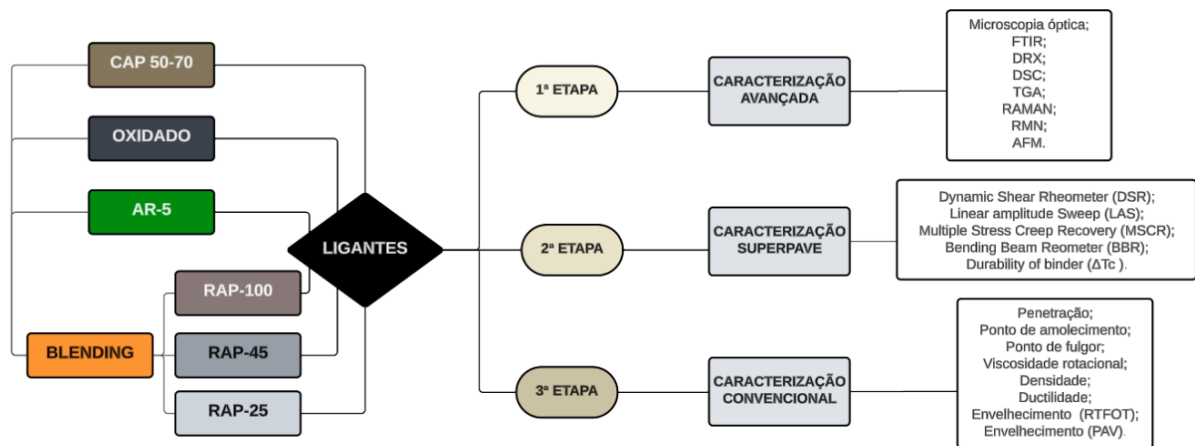 CAP 50-70
OXIDADO
AR-5
BLENDING
RAP-100
RAP-45
RAP-25
LIGANTES
1ª ETAPA
CARACTERIZAÇÃO
AVANÇADA
Microscopia óptica;
FTIR;
DRX;
DSC;
TGA;
RAMAN;
RMN;
AFM.
2ª ETAPA
CARACTERIZAÇÃO
SUPERPAVE
Dynamic Shear Rheometer (DSR);
Linear amplitude Sweep (LAS);
Multiple Stress Creep Recovery (MSCR);
Bending Beam Reometer (BBR);
Durability of binder (ΔTc ).
3ª ETAPA
CARACTERIZAÇÃO
CONVENCIONAL
Penetração;
Ponto de amolecimento;
Ponto de fulgor;
Viscosidade rotacional;
Densidade;
Ductilidade;
Envelhecimento (RTFOT);
Envelhecimento (PAV).